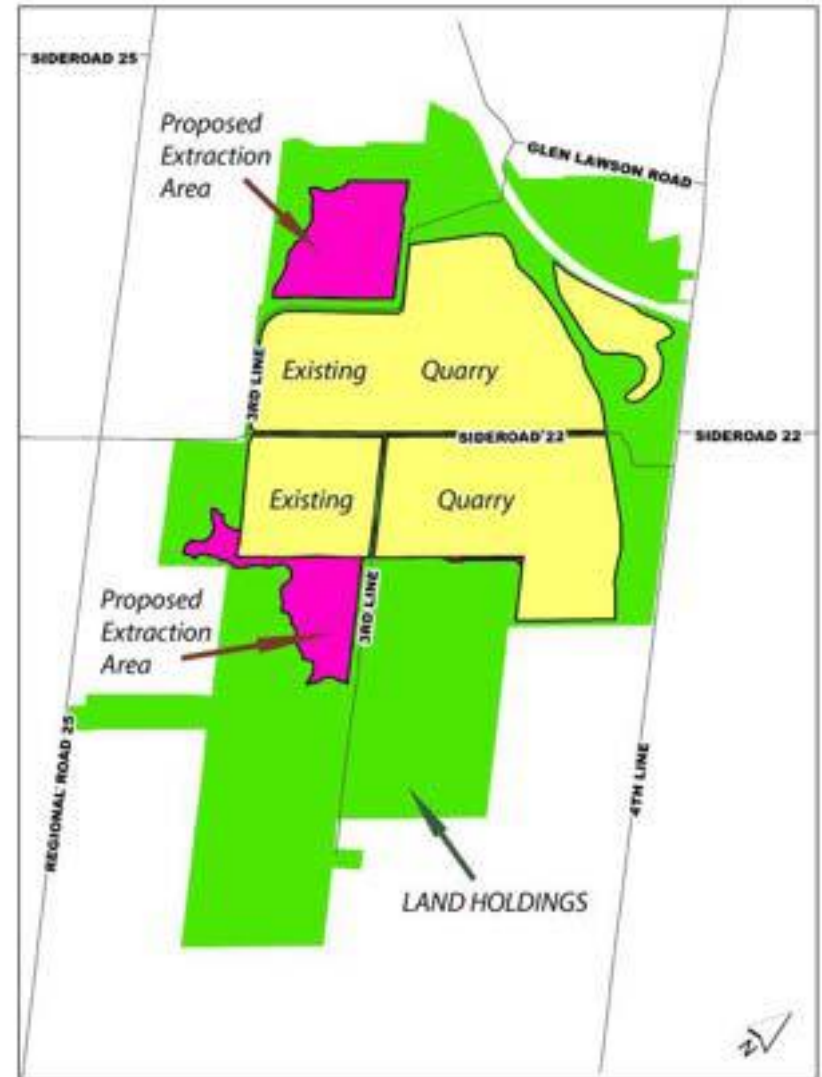 SIDEROAD 25
Proposed
Extraction
Area
GLEN LAWSON ROAD
3RD LINE
Existing Quarry
SIDEROAD 22
SIDEROAD 22
Existing Quarry
Proposed
Extraction
Area
3RD LINE
REGIONAL ROAD 25
4TH LINE
LAND HOLDINGS
N